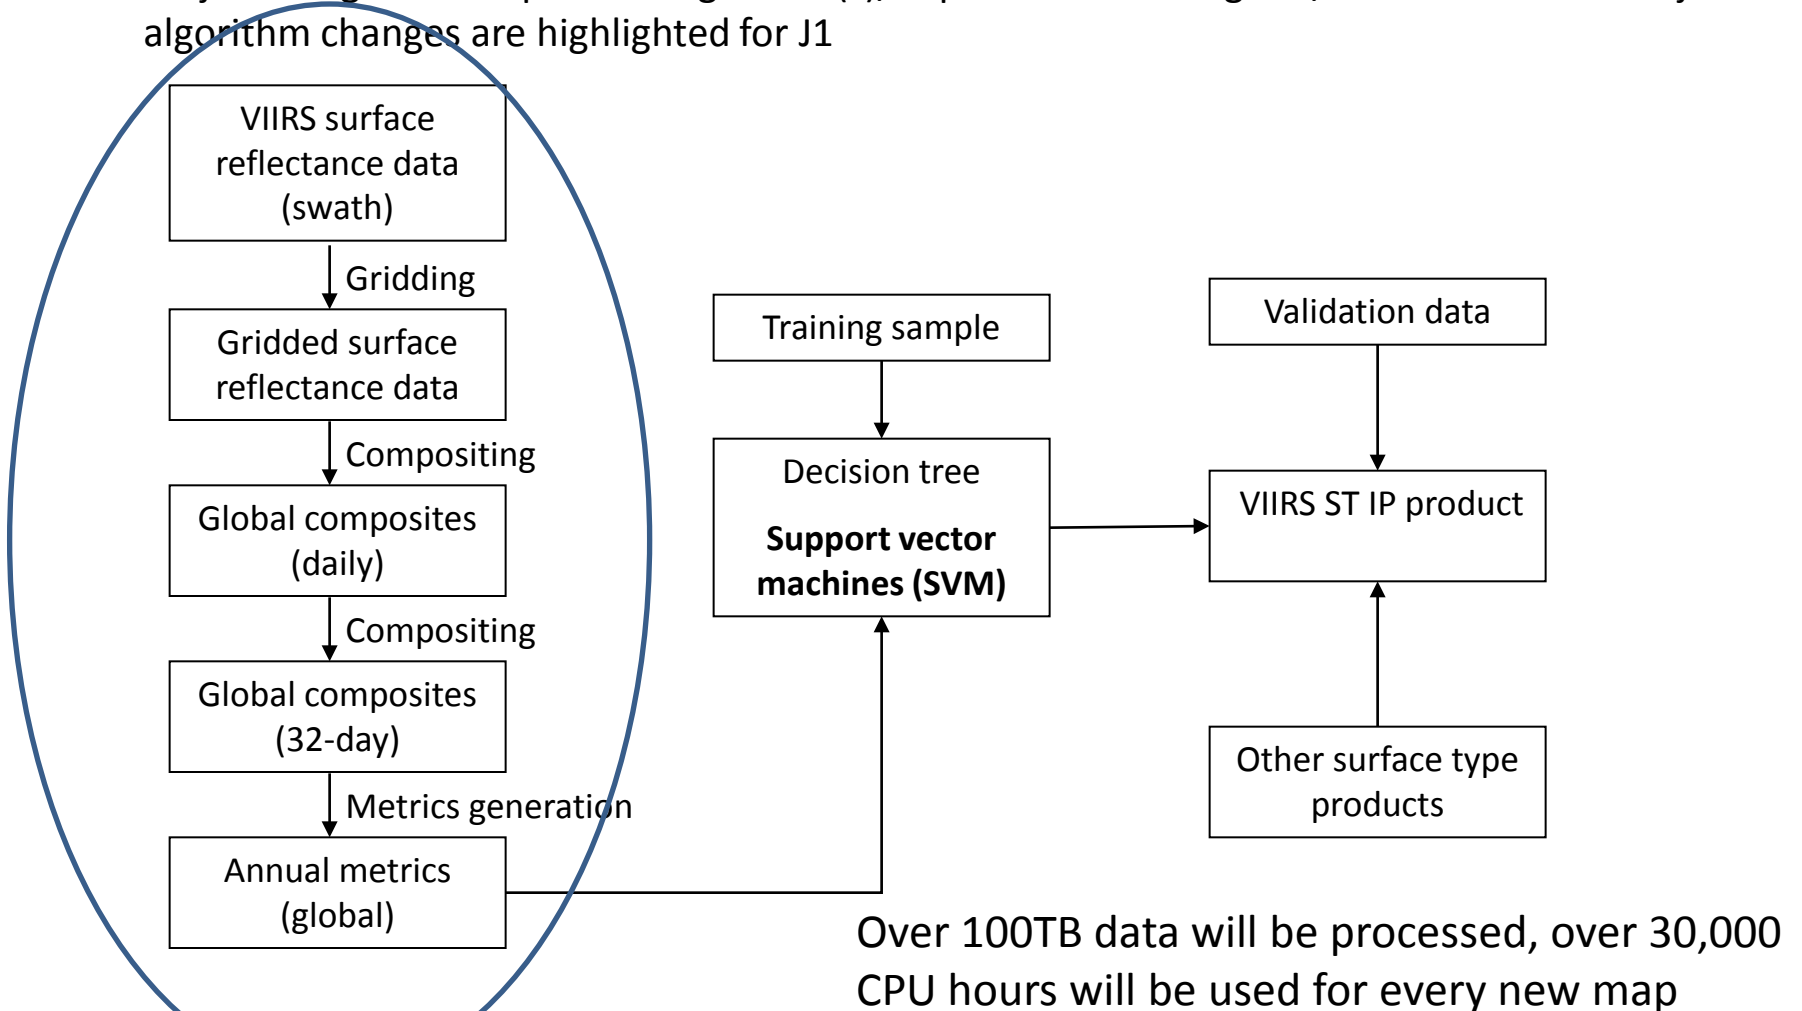 algorithm changes are highlighted for J1
VIIRS surface
reflectance data
(swath)
Gridding
Gridded surface
reflectance data
Compositing
Global composites
(daily)
Compositing
Global composites
(32-day)
Metrics generation
Annual metrics
(global)
Training sample
Decision tree
Support vector
machines (SVM)
Validation data
VIIRS ST IP product
Other surface type
products
Over 100TB data will be processed, over 30,000
CPU hours will be used for every new map